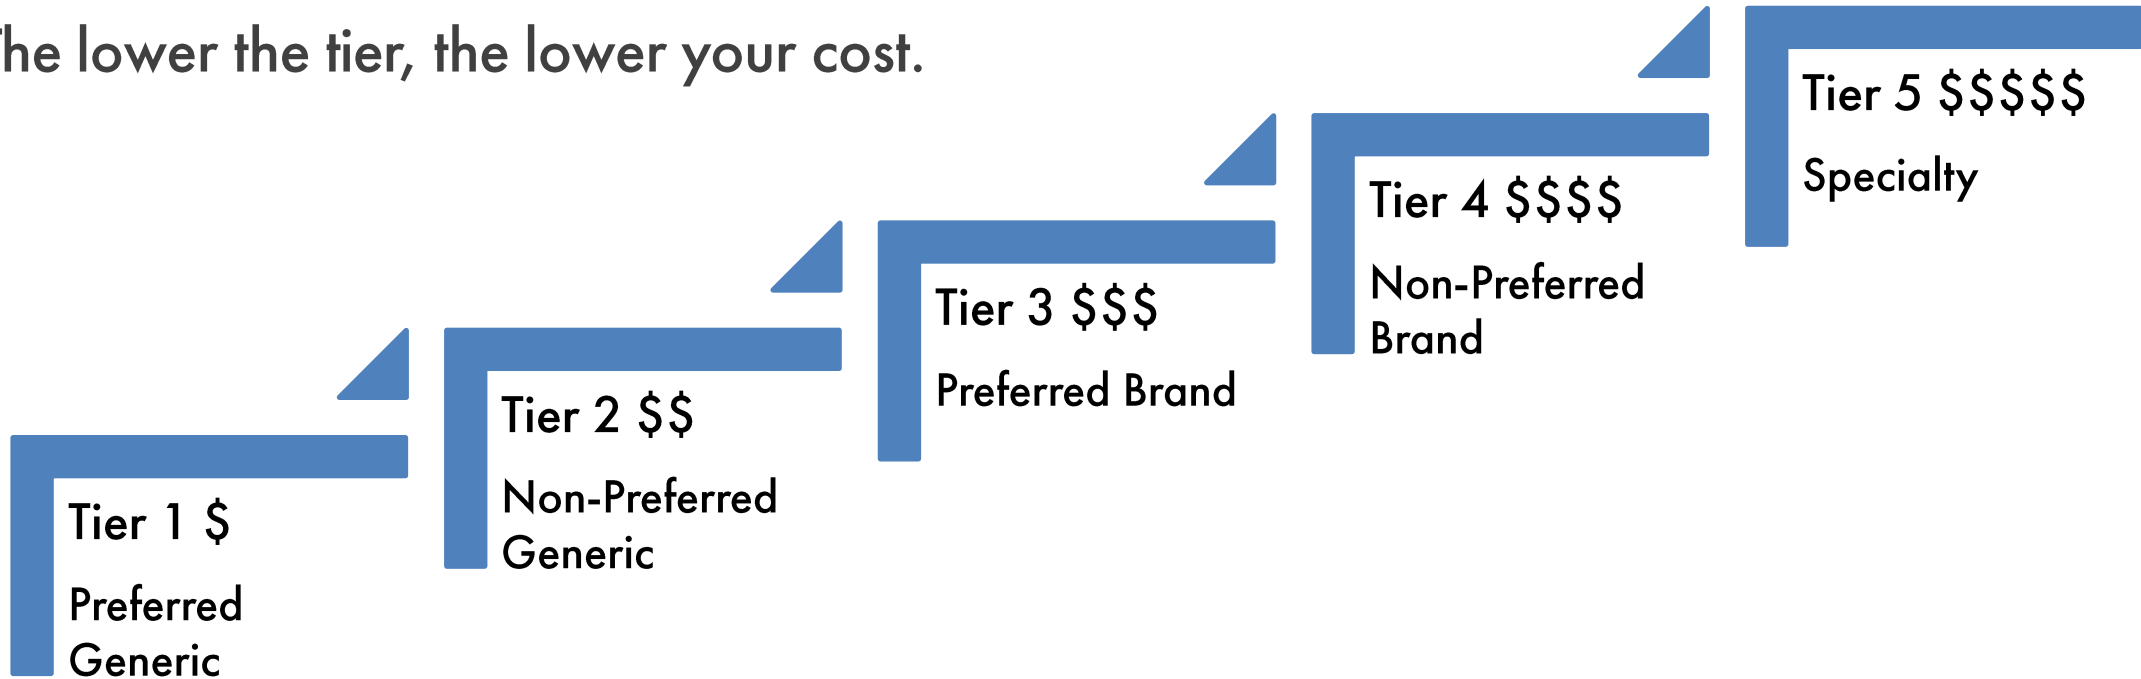 The lower the tier, the lower your cost.
Tier 1 $
Preferred
Generic
Tier 2 $$
Non-Preferred
Generic
Tier 3 $$$
Preferred Brand
Tier 4 $$$$
Non-Preferred
Brand
Tier 5 $$$$$
Specialty